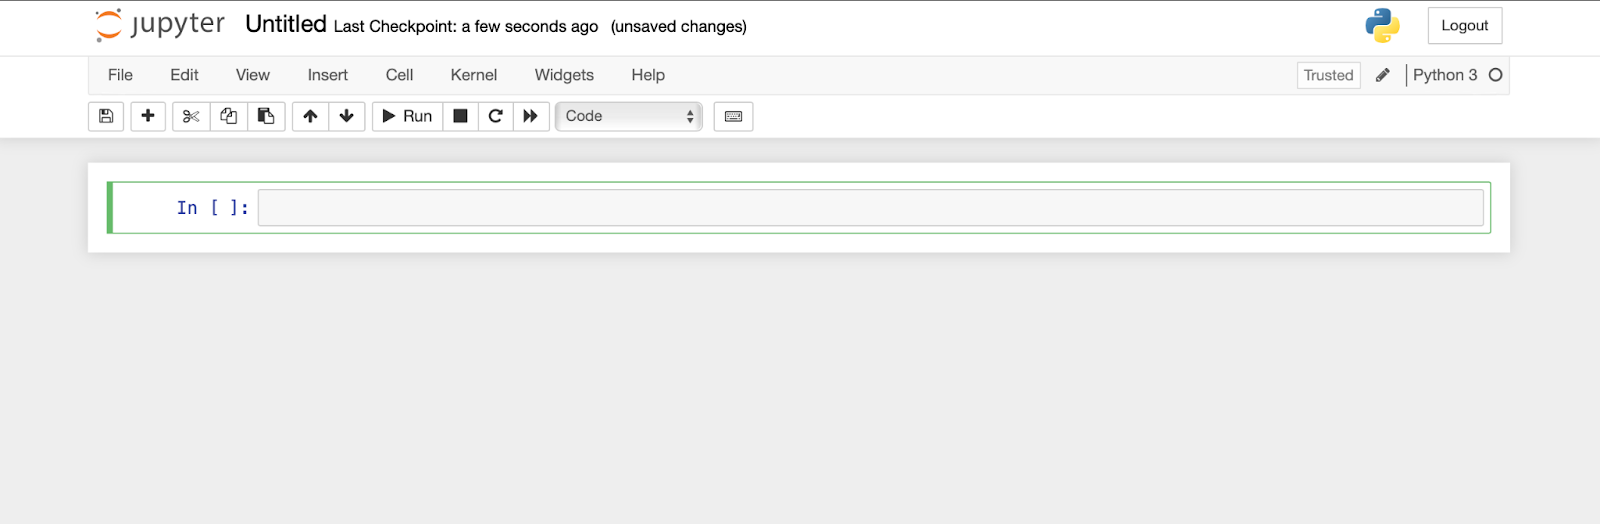 jupyter Untitled Last Checkpoint: a few seconds ago (unsaved changes) Logout
File Edit View Insert Cell Kernel Widgets Help Trusted Python 3
Run Code
In [ ]: